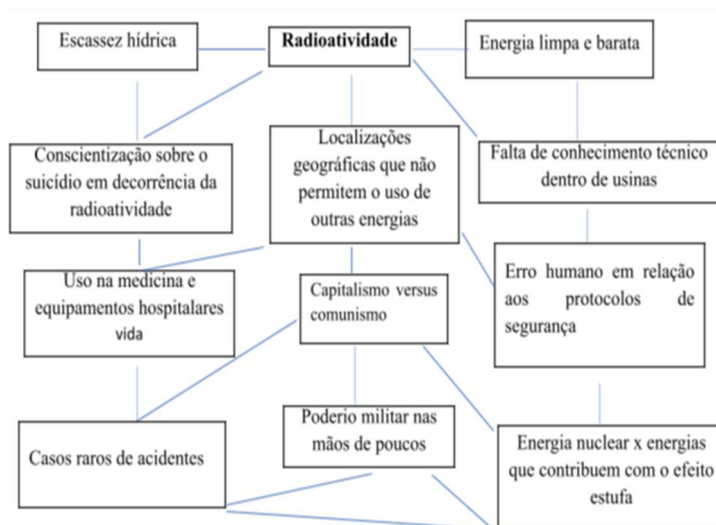 Escassez hídrica
Radioatividade
Energia limpa e barata
Conscientização sobre o
suicídio em decorrência da
radioatividade
Localizações
geográficas que não
permitem o uso de
outras energias
Falta de conhecimento técnico
dentro de usinas
Uso na medicina e
equipamentos hospitalares
vida
Capitalismo versus
comunismo
Erro humano em relação
aos protocolos de
segurança
Casos raros de acidentes
Poderio militar nas
mãos de poucos
Energia nuclear x energias
que contribuem com o efeito
estufa